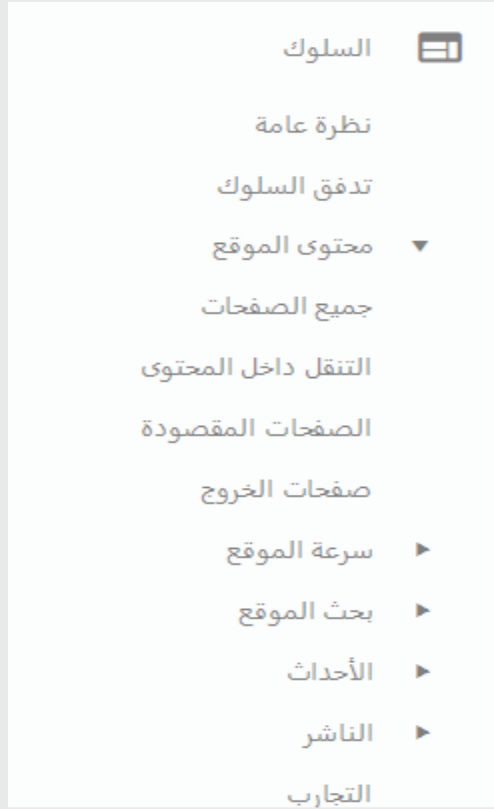 السلوك
نظرة عامة
تدفق السلوك
محتوى الموقع
جميع الصفحات
التنقل داخل المحتوى
الصفحات المقصودة
صفحات الخروج
سرعة الموقع
بحث الموقع
الأحداث
الناشر
التجارب